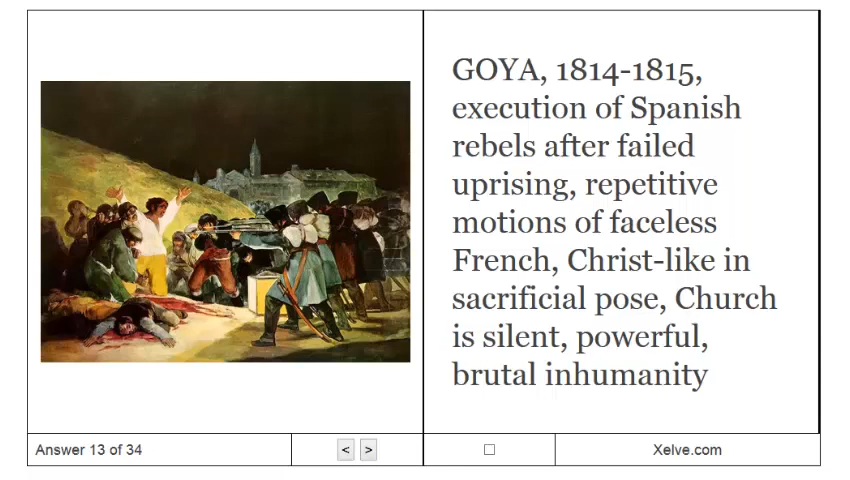 GOYA, 1814-1815,
execution of Spanish
rebels after failed
uprising, repetitive
motions of faceless
French, Christ-like in
sacrificial pose, Church
is silent, powerful,
brutal inhumanity
Answer 13 of 34
< >
Xelve.com